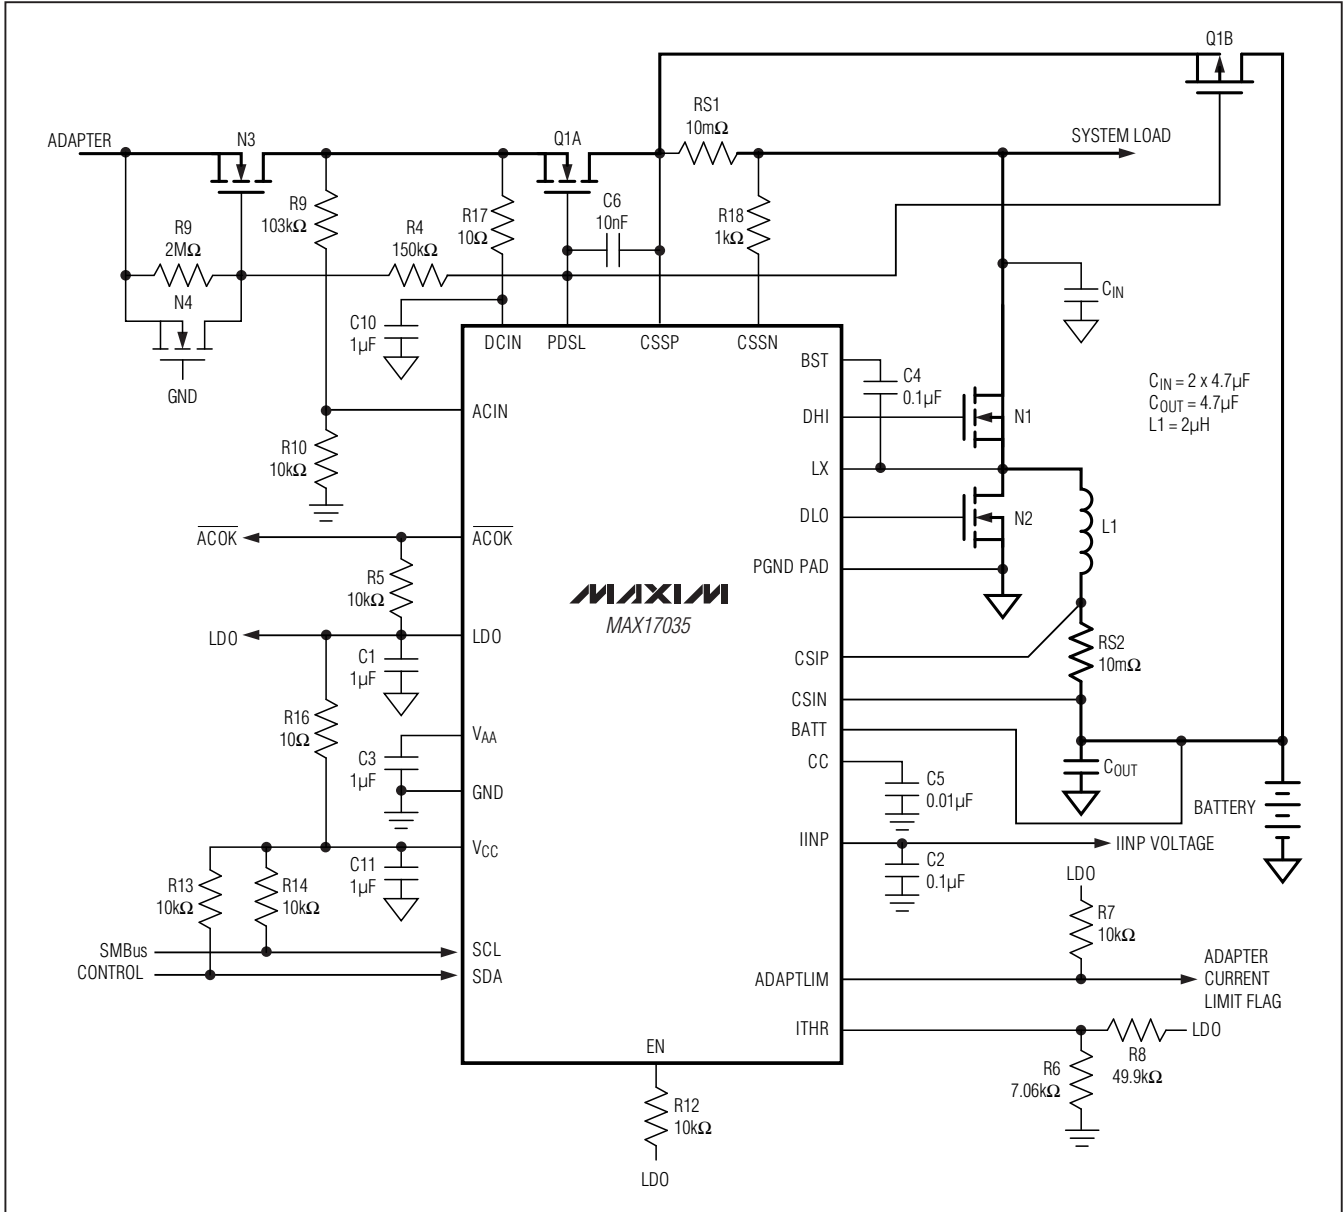 Q1B
RS1
10mΩ
ADAPTER
N3
Q1A
SYSTEM LOAD
R9
103kΩ
R17
10Ω
C6
10nF
R18
1kΩ
R9
2MΩ
R4
150kΩ
N4
C10
1µF
CIN
DCIN
PDSL
CSSP
CSSN
GND
BST
C4
0.1µF
CIN = 2 x 4.7µF
COUT = 4.7µF
L1 = 2µH
ACIN
DHI
N1
R10
10kΩ
LX
DLO
N2
L1
ACOK
ACOK
PGND PAD
R5
10kΩ
MAXIM
MAX17035
LDO
LDO
C1
1µF
CSIP
RS2
10mΩ
CSIN
R16
10Ω
VAA
BATT
C3
1µF
CC
COUT
GND
C5
0.01µF
BATTERY
IINP
IINP VOLTAGE
VCC
C11
1µF
C2
0.1µF
R13
10kΩ
R14
10kΩ
LDO
R7
10kΩ
SMBus
CONTROL
SCL
SDA
ADAPTLIM
ADAPTER
CURRENT
LIMIT FLAG
ITHR
LDO
R8
49.9kΩ
R6
7.06kΩ
EN
R12
10kΩ
LDO